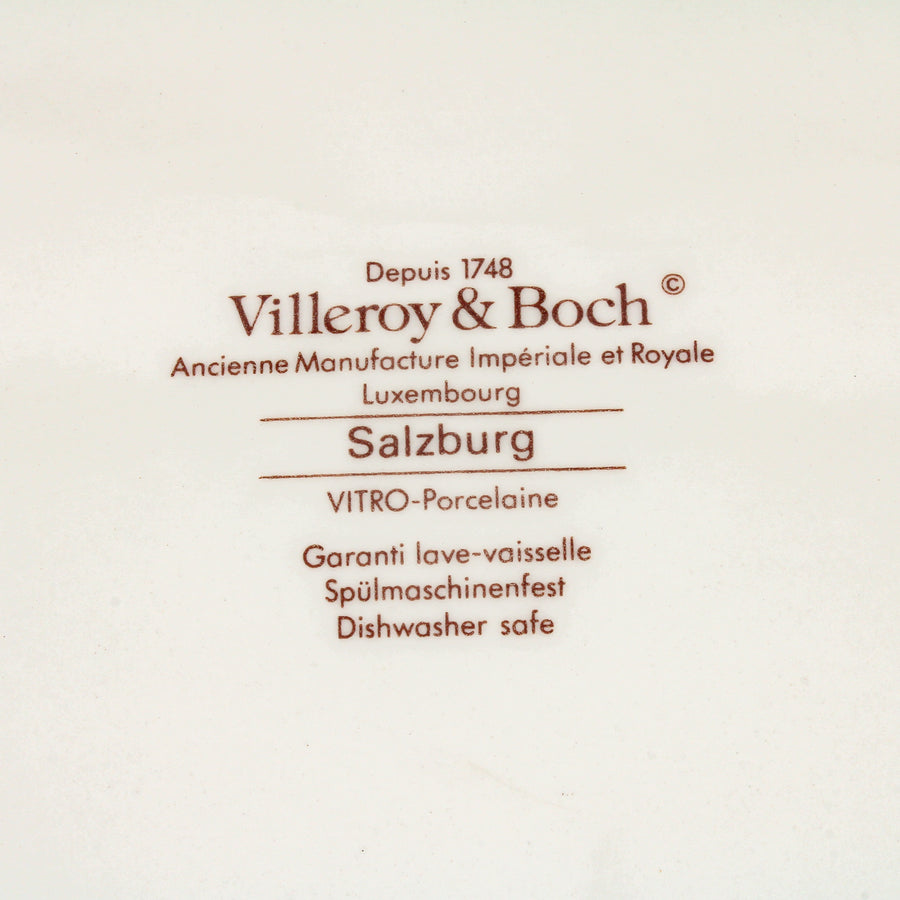 Depuis 1748
Villeroy & Boch ©
Ancienne Manufacture Impériale et Royale
Luxembourg
Salzburg
VITRO-Porcelaine
Garanti lave-vaisselle
Spülmaschinenfest
Dishwasher safe